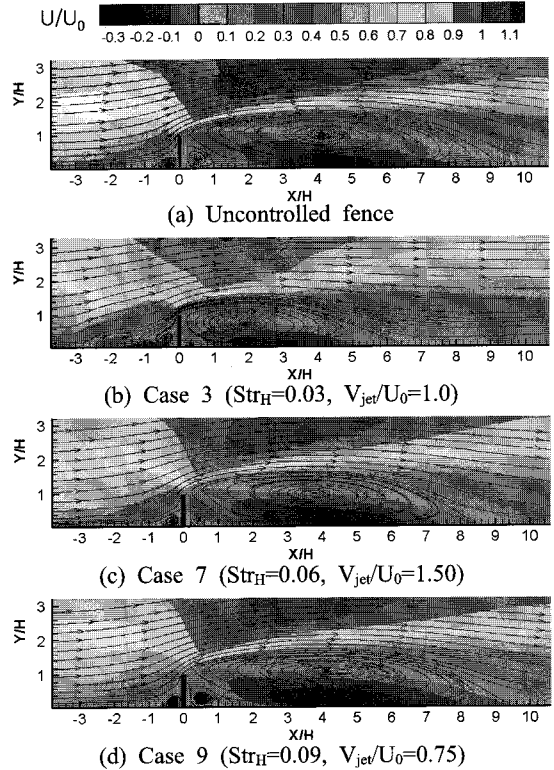 U/U0
-0.3 -0.2 -0.1 0 0.1 0.2 0.3 0.4 0.5 0.6 0.7 0.8 0.9 1 1.1
Y/H
3
2
1
-3 -2 -1 0 1 2 3 4 5 6 7 8 9 10
X/H
(a) Uncontrolled fence
Y/H
3
2
1
-3 -2 -1 0 1 2 3 4 5 6 7 8 9 10
X/H
(b) Case 3 (StrH=0.03, Vjet/U0=1.0)
Y/H
3
2
1
-3 -2 -1 0 1 2 3 4 5 6 7 8 9 10
X/H
(c) Case 7 (StrH=0.06, Vjet/U0=1.50)
Y/H
3
2
1
-3 -2 -1 0 1 2 3 4 5 6 7 8 9 10
X/H
(d) Case 9 (StrH=0.09, Vjet/U0=0.75)